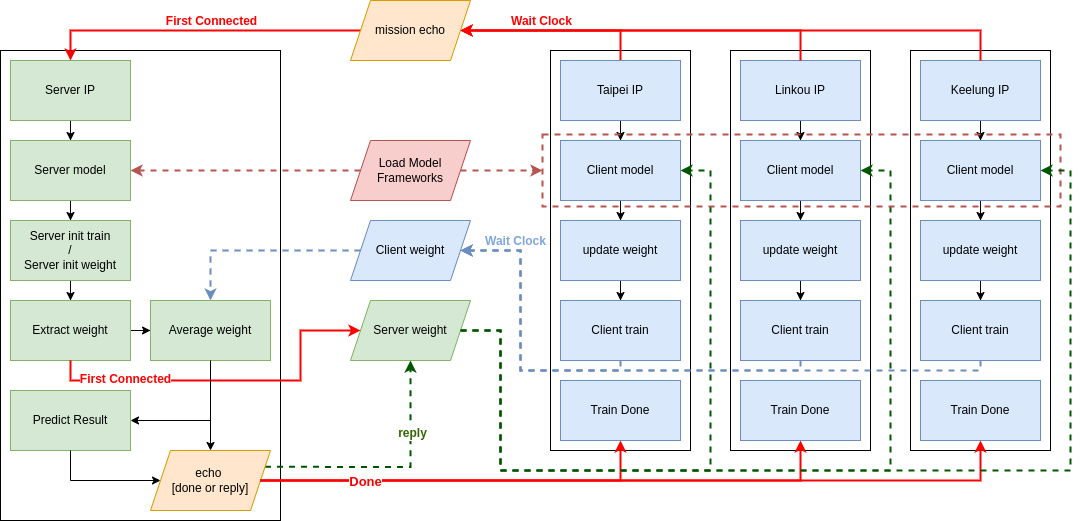 First Connected
mission echo
Wait Clock
Server IP
Taipei IP
Linkou IP
Keelung IP
Server model
Load Model
Frameworks
Client model
Client model
Client model
Server init train
/
Server init weight
Client weight
Wait Clock
update weight
update weight
update weight
Extract weight
Average weight
Server weight
Client train
Client train
Client train
First Connected
Predict Result
reply
Train Done
Train Done
Train Done
echo
[done or reply]
Done